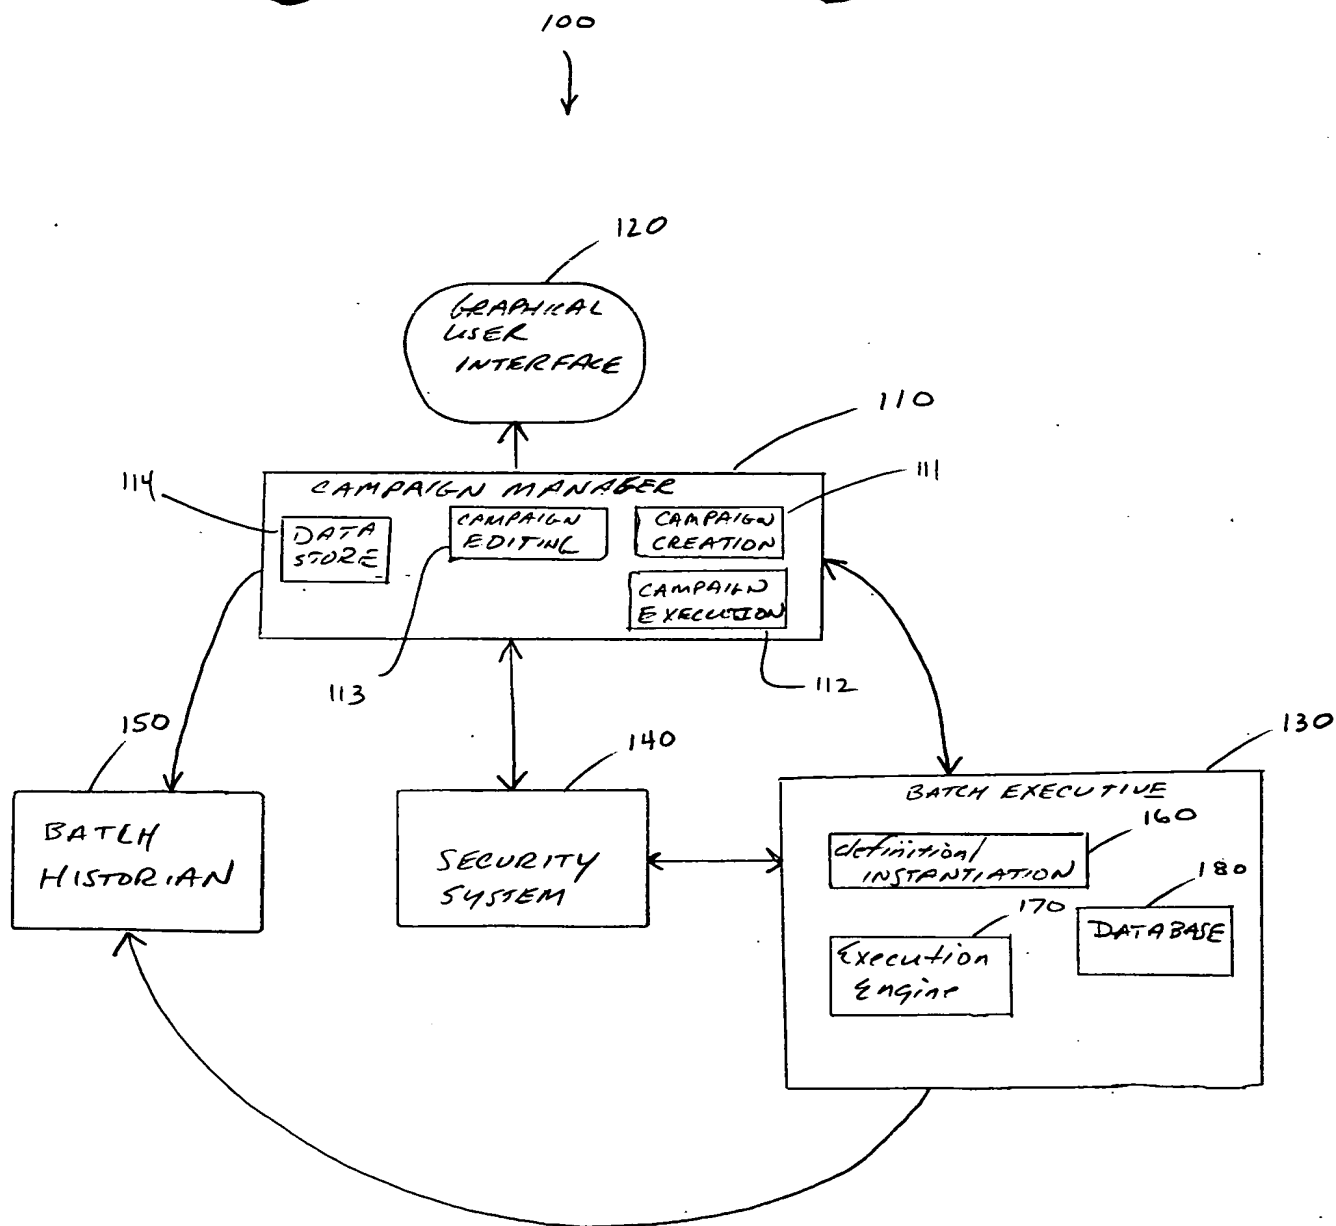 100
120
GRAPHICAL
USER
INTERFACE
110
114
111
CAMPAIGN MANAGER
DATA
STORE
CAMPAIGN
EDITING
CAMPAIGN
CREATION
CAMPAIGN
EXECUTION
113
112
150
140
130
BATCH
HISTORIAN
SECURITY
SYSTEM
BATCH EXECUTIVE
160
definition/
INSTANTIATION
180
170
DATABASE
Execution
Engine